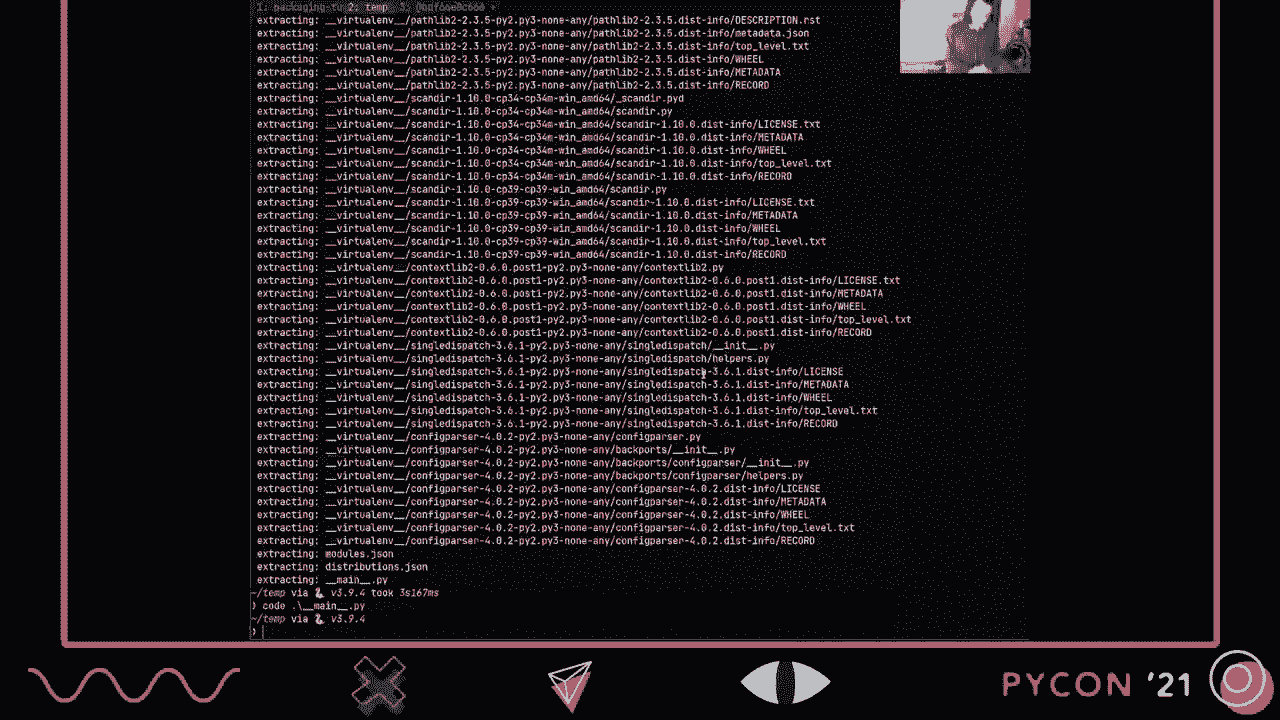 2: temp
extracting: __virtualenv__/pathlib2-2.3.5-py2.py3-none-any/pathlib2-2.3.5.dist-info/DESCRIPTION.rst
extracting: __virtualenv__/pathlib2-2.3.5-py2.py3-none-any/pathlib2-2.3.5.dist-info/metadata.json
extracting: __virtualenv__/pathlib2-2.3.5-py2.py3-none-any/pathlib2-2.3.5.dist-info/top_level.txt
extracting: __virtualenv__/pathlib2-2.3.5-py2.py3-none-any/pathlib2-2.3.5.dist-info/WHEEL
extracting: __virtualenv__/pathlib2-2.3.5-py2.py3-none-any/pathlib2-2.3.5.dist-info/METADATA
extracting: __virtualenv__/pathlib2-2.3.5-py2.py3-none-any/pathlib2-2.3.5.dist-info/RECORD
extracting: __virtualenv__/scandir-1.10.0-cp34-cp34m-win_amd64/_scandir.pyd
extracting: __virtualenv__/scandir-1.10.0-cp34-cp34m-win_amd64/scandir.py
extracting: __virtualenv__/scandir-1.10.0-cp34-cp34m-win_amd64/scandir-1.10.0.dist-info/LICENSE.txt
extracting: __virtualenv__/scandir-1.10.0-cp34-cp34m-win_amd64/scandir-1.10.0.dist-info/METADATA
extracting: __virtualenv__/scandir-1.10.0-cp34-cp34m-win_amd64/scandir-1.10.0.dist-info/WHEEL
extracting: __virtualenv__/scandir-1.10.0-cp34-cp34m-win_amd64/scandir-1.10.0.dist-info/top_level.txt
extracting: __virtualenv__/scandir-1.10.0-cp34-cp34m-win_amd64/scandir-1.10.0.dist-info/RECORD
extracting: __virtualenv__/scandir-1.10.0-cp39-cp39-win_amd64/scandir.py
extracting: __virtualenv__/scandir-1.10.0-cp39-cp39-win_amd64/scandir-1.10.0.dist-info/LICENSE.txt
extracting: __virtualenv__/scandir-1.10.0-cp39-cp39-win_amd64/scandir-1.10.0.dist-info/METADATA
extracting: __virtualenv__/scandir-1.10.0-cp39-cp39-win_amd64/scandir-1.10.0.dist-info/WHEEL
extracting: __virtualenv__/scandir-1.10.0-cp39-cp39-win_amd64/scandir-1.10.0.dist-info/top_level.txt
extracting: __virtualenv__/scandir-1.10.0-cp39-cp39-win_amd64/scandir-1.10.0.dist-info/RECORD
extracting: __virtualenv__/contextlib2-0.6.0.post1-py2.py3-none-any/contextlib2.py
extracting: __virtualenv__/contextlib2-0.6.0.post1-py2.py3-none-any/contextlib2-0.6.0.post1.dist-info/LICENSE.txt
extracting: __virtualenv__/contextlib2-0.6.0.post1-py2.py3-none-any/contextlib2-0.6.0.post1.dist-info/METADATA
extracting: __virtualenv__/contextlib2-0.6.0.post1-py2.py3-none-any/contextlib2-0.6.0.post1.dist-info/WHEEL
extracting: __virtualenv__/contextlib2-0.6.0.post1-py2.py3-none-any/contextlib2-0.6.0.post1.dist-info/top_level.txt
extracting: __virtualenv__/contextlib2-0.6.0.post1-py2.py3-none-any/contextlib2-0.6.0.post1.dist-info/RECORD
extracting: __virtualenv__/singledispatch-3.6.1-py2.py3-none-any/singledispatch/__init__.py
extracting: __virtualenv__/singledispatch-3.6.1-py2.py3-none-any/singledispatch/helpers.py
extracting: __virtualenv__/singledispatch-3.6.1-py2.py3-none-any/singledispatch-3.6.1.dist-info/LICENSE
extracting: __virtualenv__/singledispatch-3.6.1-py2.py3-none-any/singledispatch-3.6.1.dist-info/METADATA
extracting: __virtualenv__/singledispatch-3.6.1-py2.py3-none-any/singledispatch-3.6.1.dist-info/WHEEL
extracting: __virtualenv__/singledispatch-3.6.1-py2.py3-none-any/singledispatch-3.6.1.dist-info/top_level.txt
extracting: __virtualenv__/singledispatch-3.6.1-py2.py3-none-any/singledispatch-3.6.1.dist-info/RECORD
extracting: __virtualenv__/configparser-4.0.2-py2.py3-none-any/configparser.py
extracting: __virtualenv__/configparser-4.0.2-py2.py3-none-any/backports/__init__.py
extracting: __virtualenv__/configparser-4.0.2-py2.py3-none-any/backports/configparser/__init__.py
extracting: __virtualenv__/configparser-4.0.2-py2.py3-none-any/backports/configparser/helpers.py
extracting: __virtualenv__/configparser-4.0.2-py2.py3-none-any/configparser-4.0.2.dist-info/LICENSE
extracting: __virtualenv__/configparser-4.0.2-py2.py3-none-any/configparser-4.0.2.dist-info/METADATA
extracting: __virtualenv__/configparser-4.0.2-py2.py3-none-any/configparser-4.0.2.dist-info/WHEEL
extracting: __virtualenv__/configparser-4.0.2-py2.py3-none-any/configparser-4.0.2.dist-info/top_level.txt
extracting: __virtualenv__/configparser-4.0.2-py2.py3-none-any/configparser-4.0.2.dist-info/RECORD
extracting: modules.json
extracting: distributions.json
extracting: __main__.py
~/temp via 🐍 v3.9.4 took 3s167ms
❯ code .\__main__.py
~/temp via 🐍 v3.9.4
❯
PYCON '21